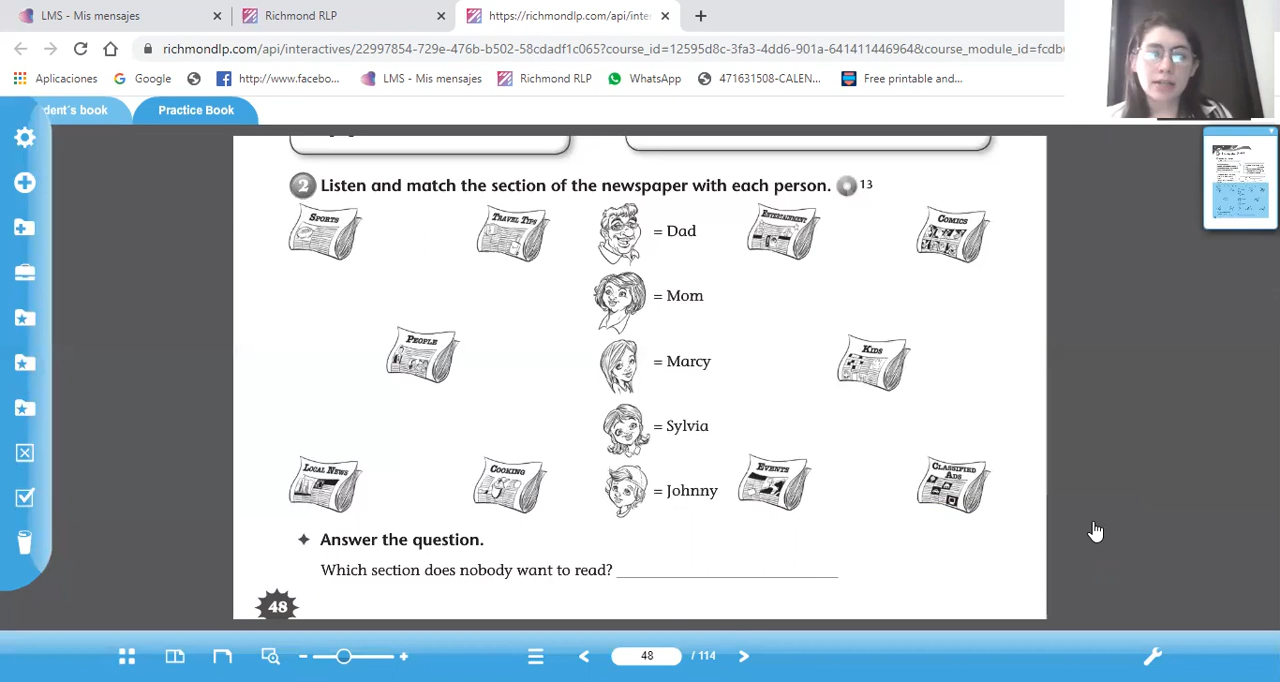 LMS - Mis mensajes
Richmond RLP
https://richmondlp.com/api/inter
richmondlp.com/api/interactives/22997854-729e-476b-b502-58cdadf1c065?course_id=12595d8c-3fa3-4dd6-901a-641411446964&course_module_id=fcdb
Aplicaciones
Google
http://www.facebo...
LMS - Mis mensajes
Richmond RLP
WhatsApp
471631508-CALEN...
Free printable and...
dent´s book
Practice Book
2 Listen and match the section of the newspaper with each person. 13
SPORTS
TRAVEL TIPS
= Dad
ENTERTAINMENT
COMICS
= Mom
PEOPLE
= Marcy
KIDS
= Sylvia
LOCAL NEWS
COOKING
= Johnny
EVENTS
CLASSIFIED
ADS
Answer the question.
Which section does nobody want to read?
48
48 / 114